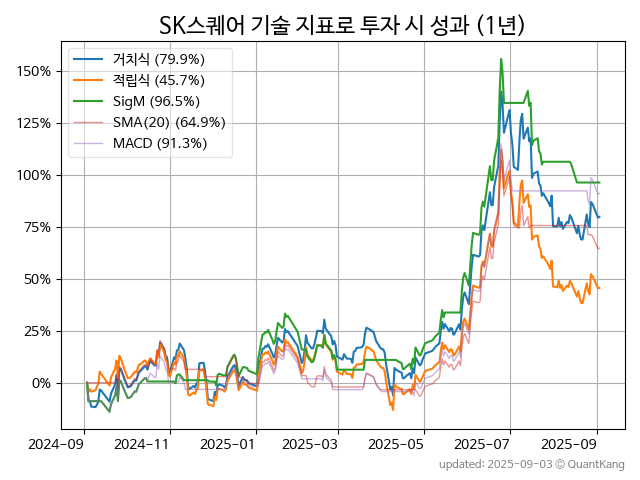 SK스퀘어 기술 지표로 투자 시 성과 (1년)
거치식 (79.9%)
적립식 (45.7%)
SigM (96.5%)
SMA(20) (64.9%)
MACD (91.3%)
150%
125%
100%
75%
50%
25%
0%
2024-09 2024-11 2025-01 2025-03 2025-05 2025-07 2025-09
updated: 2025-09-03 © QuantKang